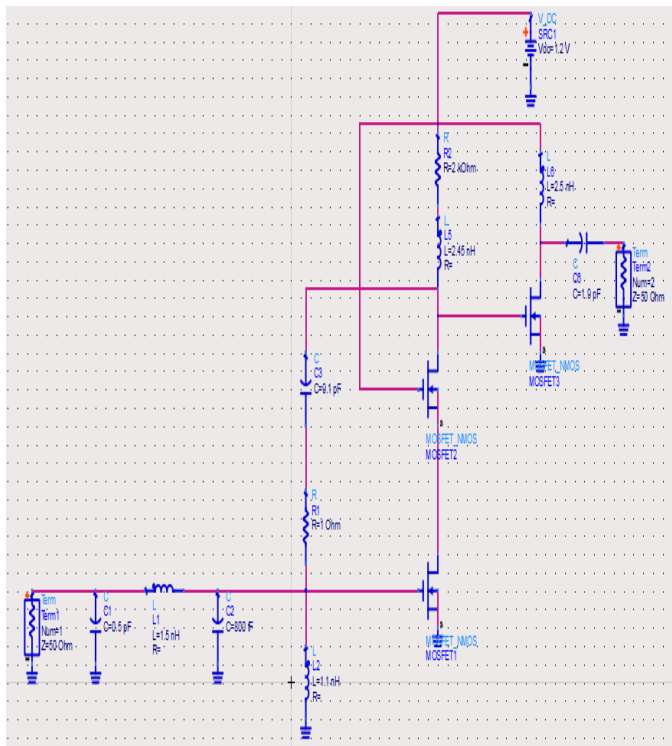 V_DC
SRC1
Vdc=1.2 V
R
R2
R=2 kOhm
L
L6
L=2.5 nH
R=
L
L5
L=2.45 nH
R=
C
C6
C=1.9 pF
Term
Term2
Num=2
Z=50 Ohm
MOSFET_NMOS
MOSFET3
C
C3
C=9.1 pF
MOSFET_NMOS
MOSFET2
R
R1
R=1 Ohm
Term
Term1
Num=1
Z=50 Ohm
C
C1
C=0.5 pF
L
L1
L=1.5 nH
R=
C
C2
C=800 fF
MOSFET_NMOS
MOSFET1
L
L2
L=1.1 nH
R=